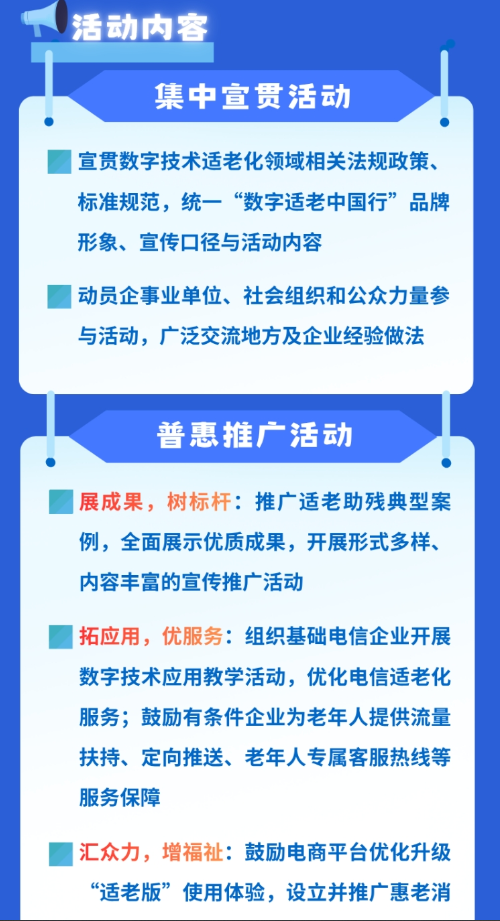 活动内容
集中宣贯活动
宣贯数字技术适老化领域相关法规政策、
标准规范，统一“数字适老中国行”品牌
形象、宣传口径与活动内容
动员企事业单位、社会组织和公众力量参
与活动，广泛交流地方及企业经验做法
普惠推广活动
展成果，树标杆：推广适老助残典型案
例，全面展示优质成果，开展形式多样、
内容丰富的宣传推广活动
拓应用，优服务：组织基础电信企业开展
数字技术应用教学活动，优化电信适老化
服务；鼓励有条件企业为老年人提供流量
扶持、定向推送、老年人专属客服热线等
服务保障
汇众力，增福祉：鼓励电商平台优化升级
“适老版”使用体验，设立并推广惠老消